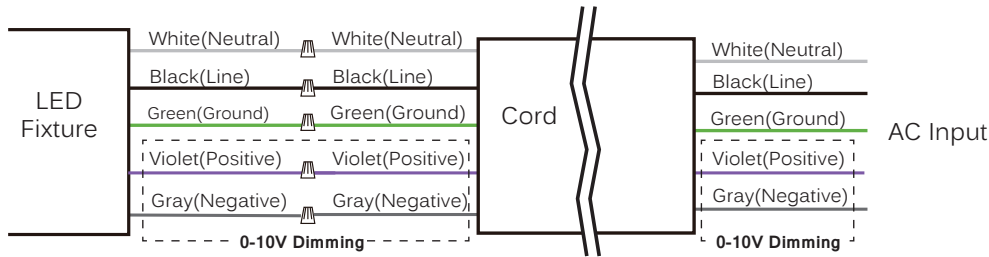 White(Neutral) White(Neutral)
Black(Line) Black(Line)
Green(Ground) Green(Ground)
Violet(Positive) Violet(Positive)
Gray(Negative) Gray(Negative)
0-10V Dimming
LED
Fixture
Cord
White(Neutral)
Black(Line)
Green(Ground)
Violet(Positive)
Gray(Negative)
0-10V Dimming
AC Input